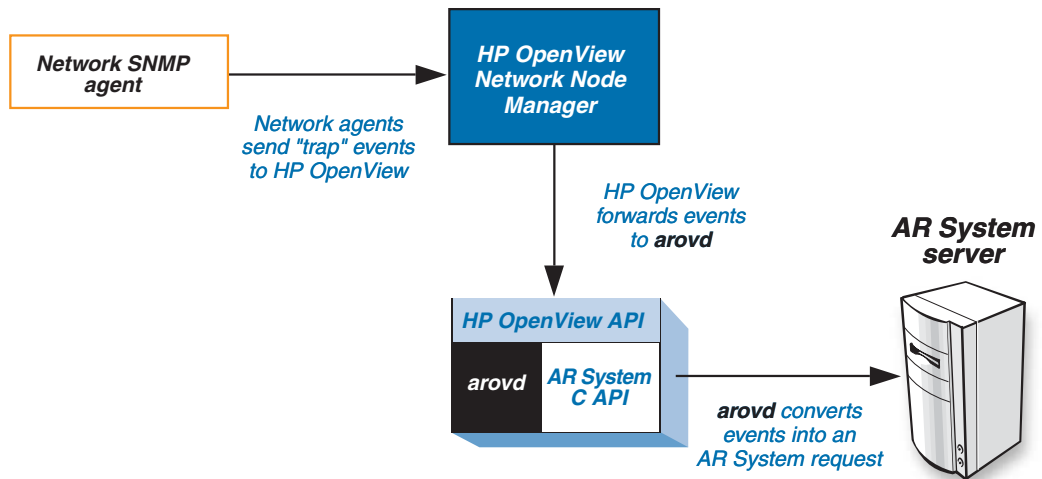 Network SNMP
agent
HP OpenView
Network Node
Manager
Network agents
send "trap" events
to HP OpenView
HP OpenView
forwards events
to arovd
AR System
server
HP OpenView API
arovd
AR System
C API
arovd converts
events into an
AR System request